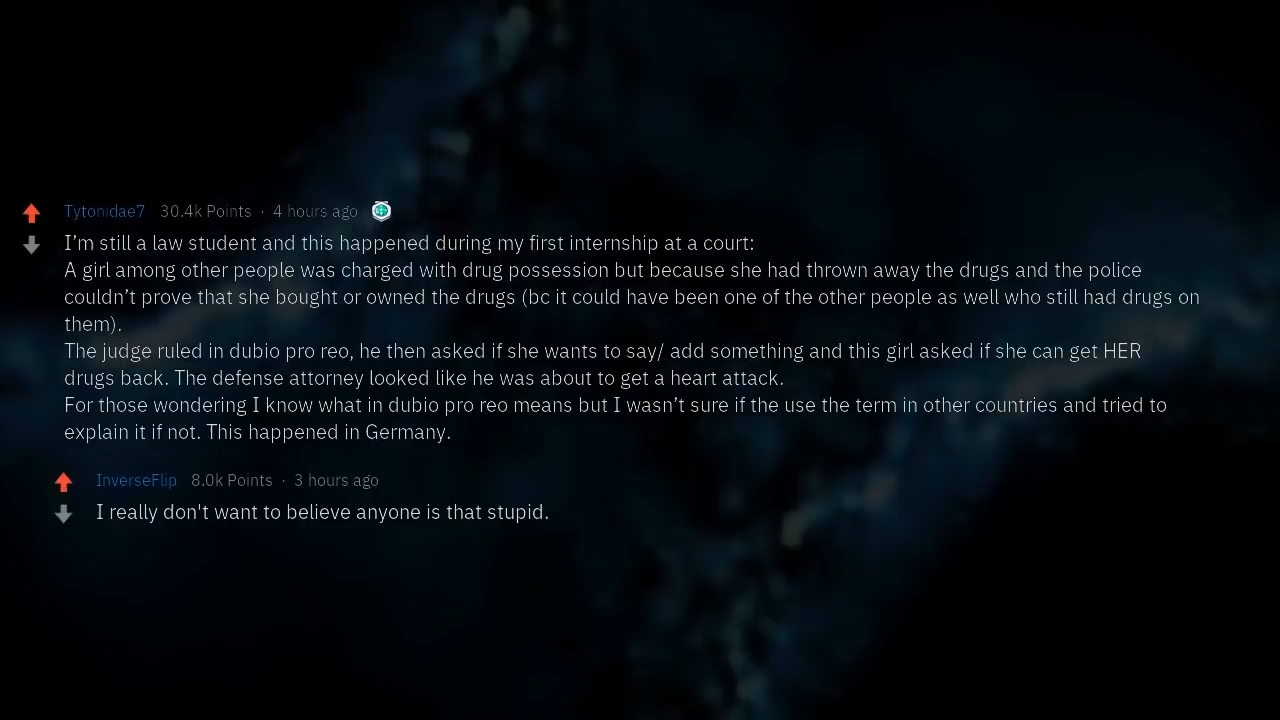 Tytonidae7 30.4k Points · 4 hours ago
I’m still a law student and this happened during my first internship at a court:
A girl among other people was charged with drug possession but because she had thrown away the drugs and the police
couldn’t prove that she bought or owned the drugs (bc it could have been one of the other people as well who still had drugs on
them).
The judge ruled in dubio pro reo, he then asked if she wants to say/ add something and this girl asked if she can get HER
drugs back. The defense attorney looked like he was about to get a heart attack.
For those wondering I know what in dubio pro reo means but I wasn’t sure if the use the term in other countries and tried to
explain it if not. This happened in Germany.
InverseFlip 8.0k Points · 3 hours ago
I really don't want to believe anyone is that stupid.